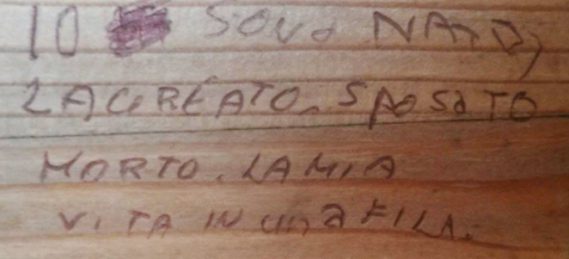 IO SONO NATO,
LAUREATO, SPOSATO
MORTO. LA MIA
VITA IN UNA FILA.